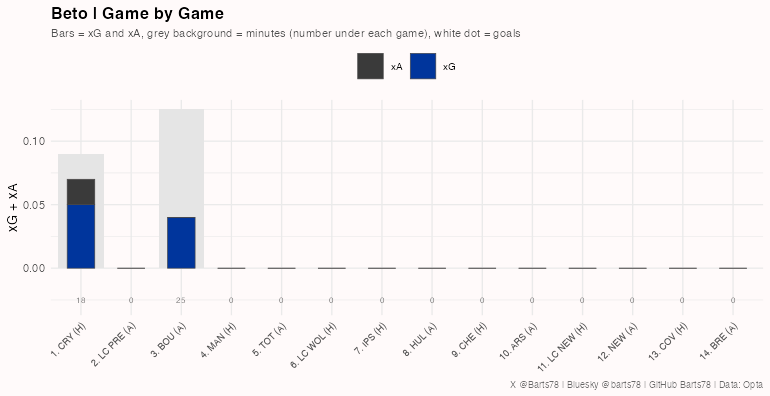 Beto | Game by Game
Bars = xG and xA, grey background = minutes (number under each game), white dot = goals
xA xG
xG + xA
0.10
0.05
0.00
18 0 25 0 0 0 0 0 0 0 0 0 0 0
1. CRY (H)
2. LC PRE (A)
3. BOU (A)
4. MAN (H)
5. TOT (A)
6. LC WOL (H)
7. IPS (H)
8. HUL (A)
9. CHE (H)
10. ARS (A)
11. LC NEW (H)
12. NEW (A)
13. COV (H)
14. BRE (A)
X @Barts78 | Bluesky @barts78 | GitHub Barts78 | Data: Opta